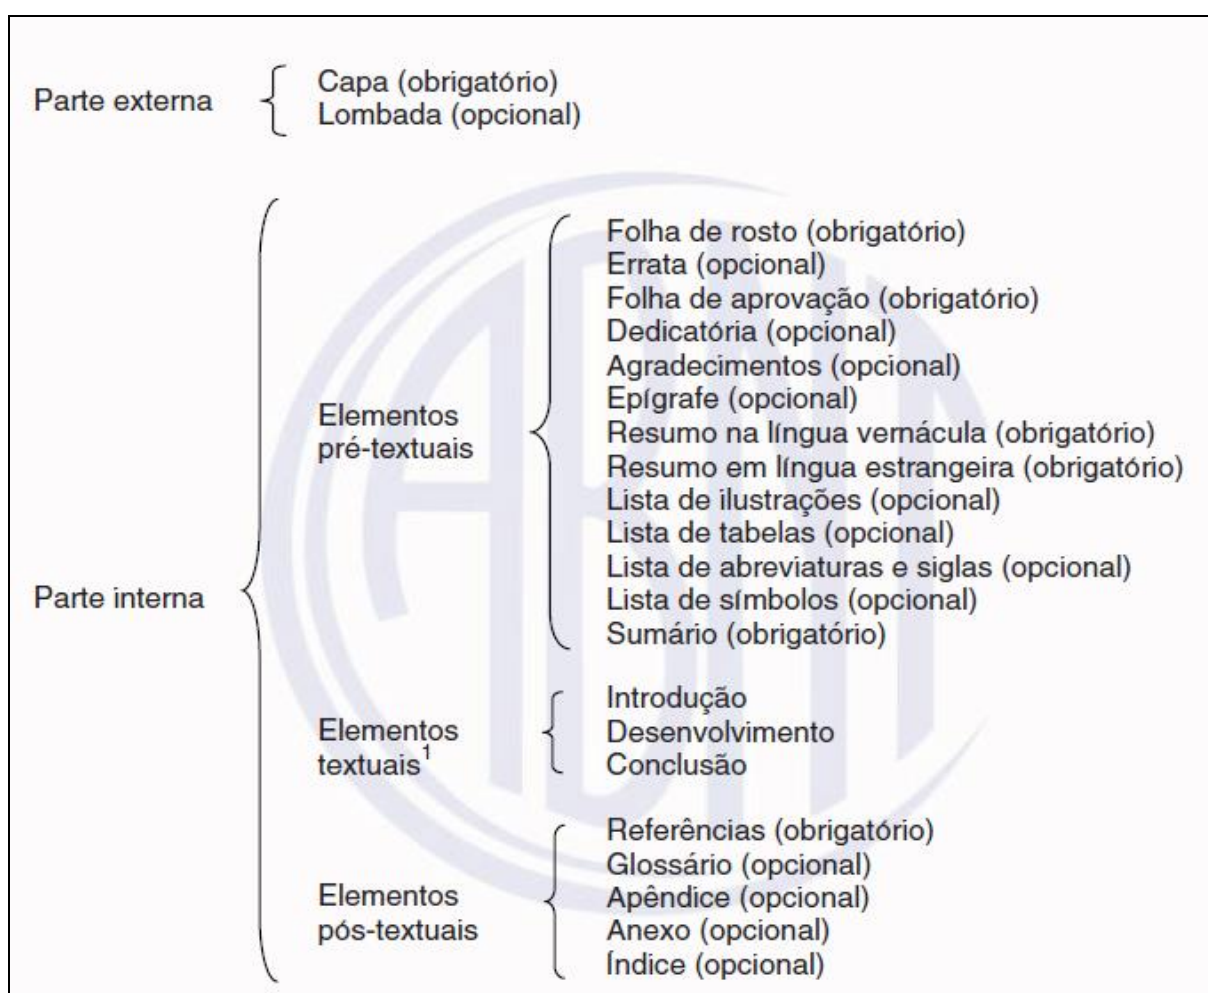 Parte externa
Capa (obrigatório)
Lombada (opcional)
Parte interna
Elementos
pré-textuais
Folha de rosto (obrigatório)
Errata (opcional)
Folha de aprovação (obrigatório)
Dedicatória (opcional)
Agradecimentos (opcional)
Epígrafe (opcional)
Resumo na língua vernácula (obrigatório)
Resumo em língua estrangeira (obrigatório)
Lista de ilustrações (opcional)
Lista de tabelas (opcional)
Lista de abreviaturas e siglas (opcional)
Lista de símbolos (opcional)
Sumário (obrigatório)
Elementos
textuais¹
Introdução
Desenvolvimento
Conclusão
Elementos
pós-textuais
Referências (obrigatório)
Glossário (opcional)
Apêndice (opcional)
Anexo (opcional)
Índice (opcional)
ABNT